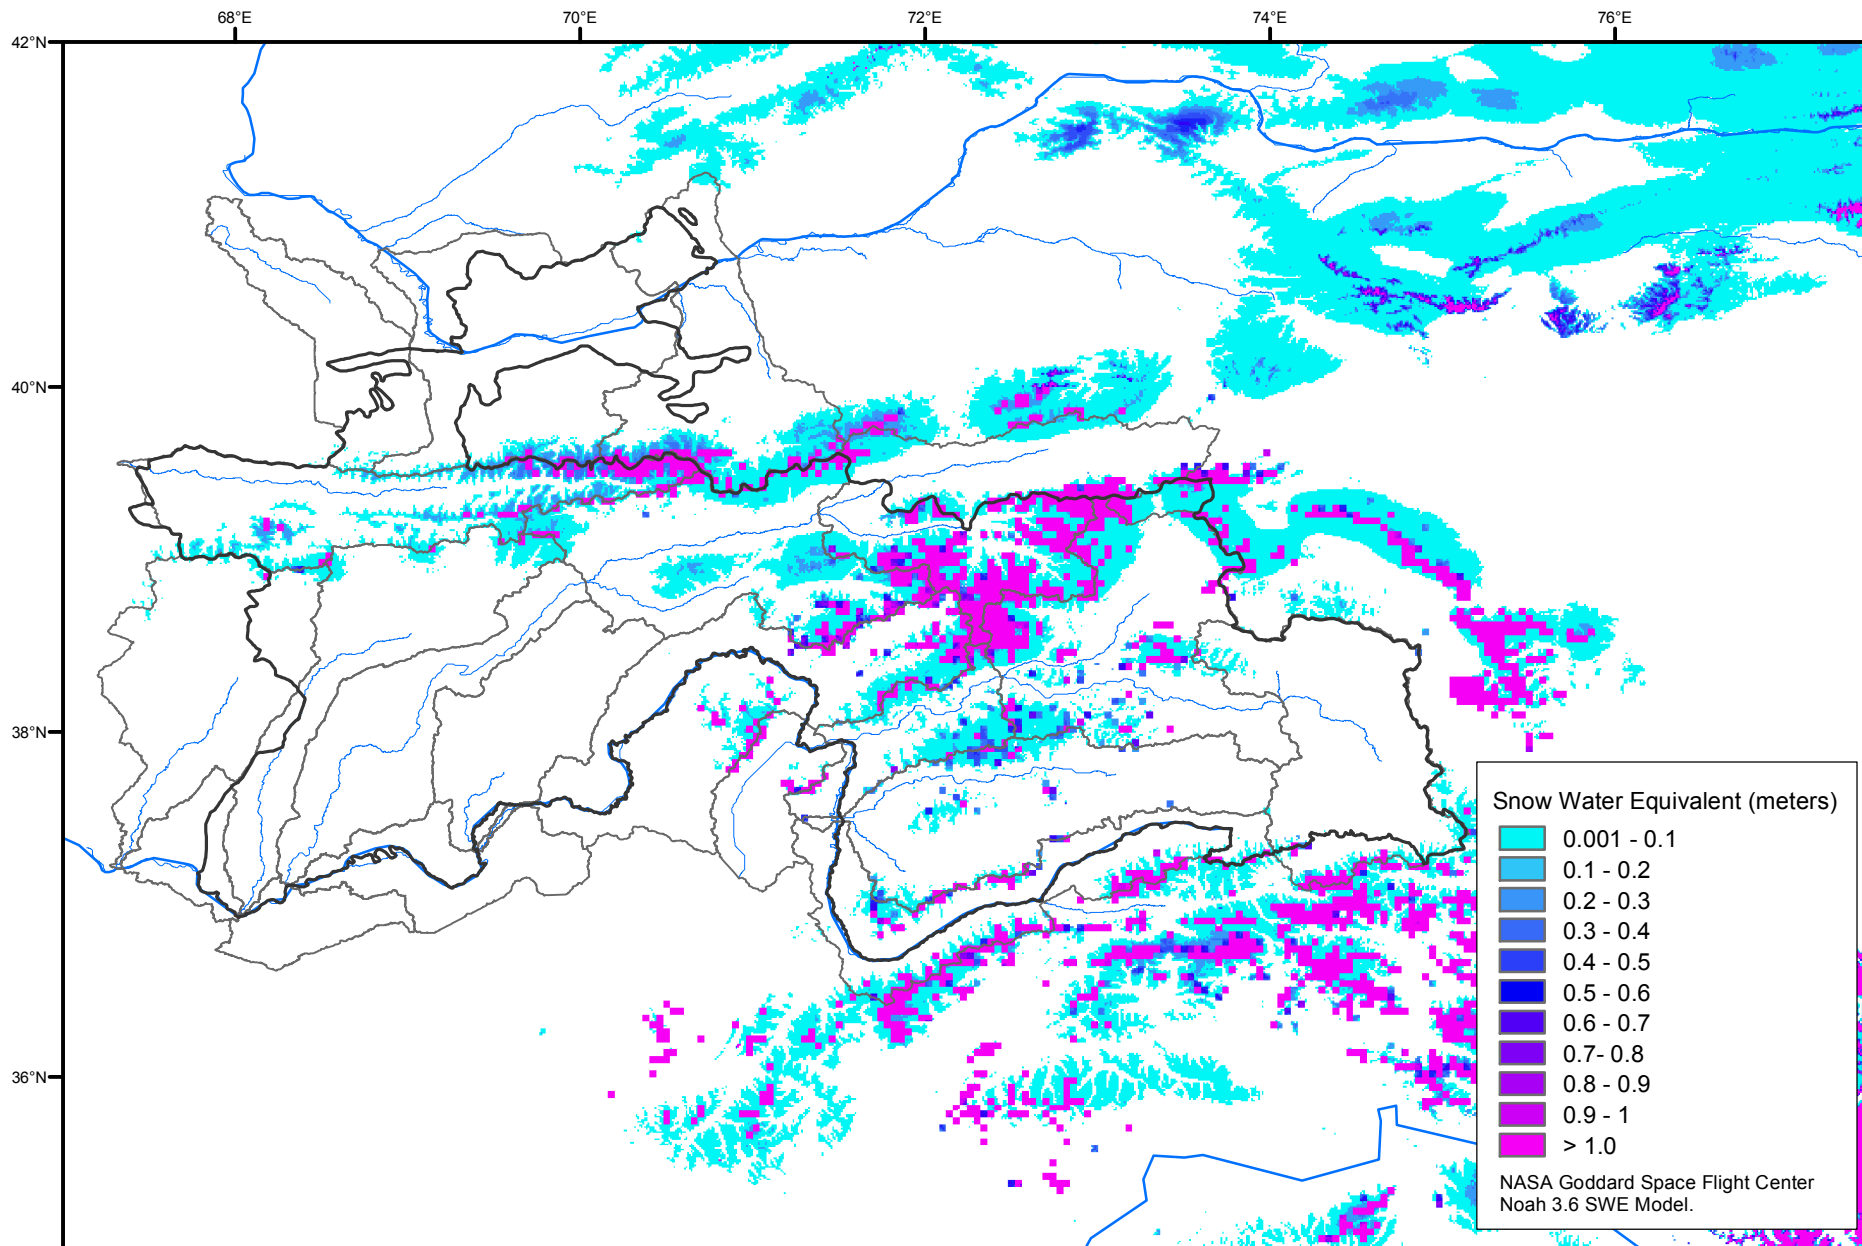 68°E 70°E 72°E 74°E 76°E
42°N
40°N
38°N
36°N
Snow Water Equivalent (meters)
0.001 - 0.1
0.1 - 0.2
0.2 - 0.3
0.3 - 0.4
0.4 - 0.5
0.5 - 0.6
0.6 - 0.7
0.7- 0.8
0.8 - 0.9
0.9 - 1
> 1.0
NASA Goddard Space Flight Center
Noah 3.6 SWE Model.